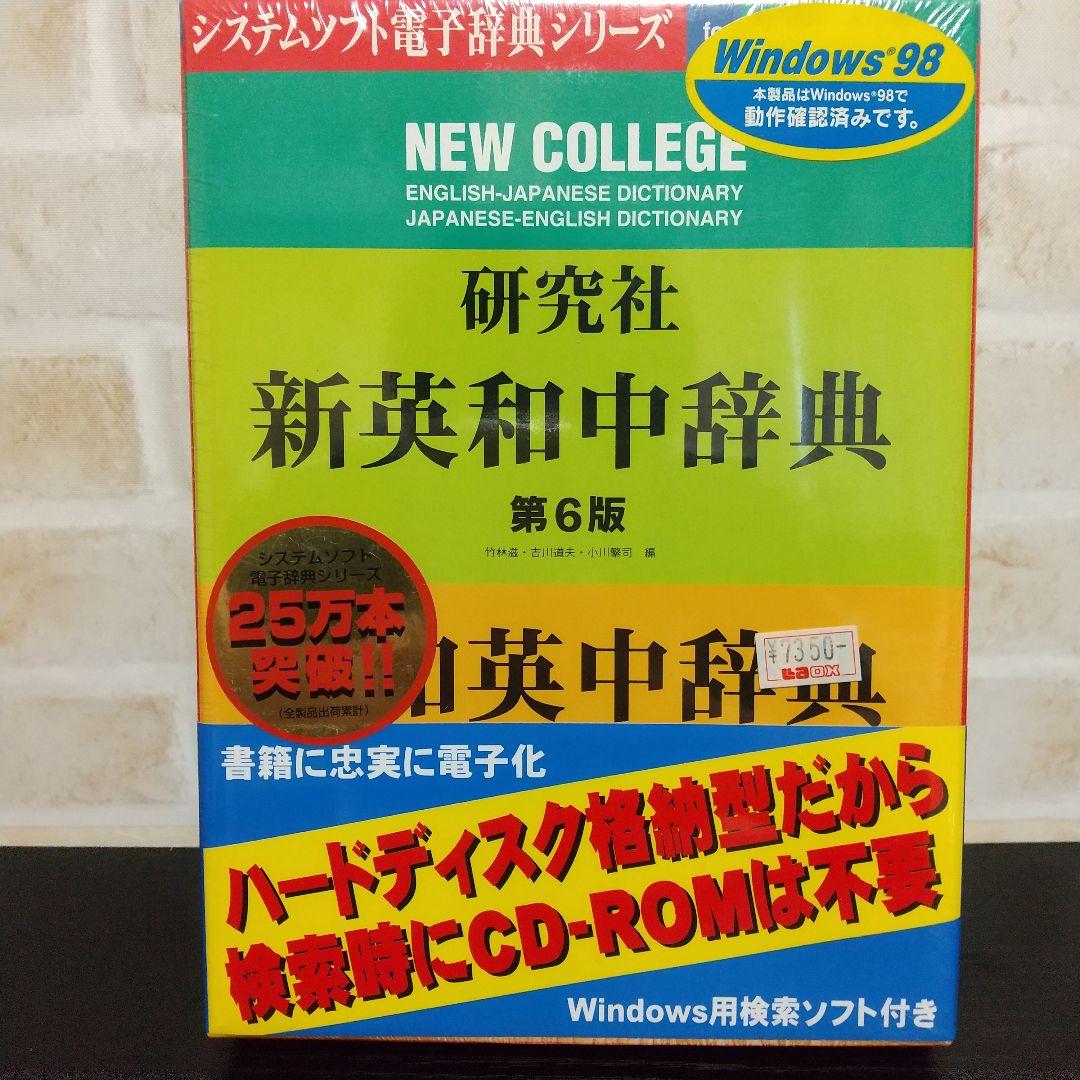 システムソフト電子辞典シリーズ
fo
Windows®98
本製品はWindows®98で
動作確認済みです。
NEW COLLEGE
ENGLISH-JAPANESE DICTIONARY
JAPANESE-ENGLISH DICTIONARY
研究社
新英和中辞典
第6版
竹林滋・吉川道夫・小川繁司 編
システムソフト
電子辞典シリーズ
25万本
突破!!
(全製品出荷累計)
和英中辞典
¥7350-
Laox
書籍に忠実に電子化
ハードディスク格納型だから
検索時にCD-ROMは不要
Windows用検索ソフト付き